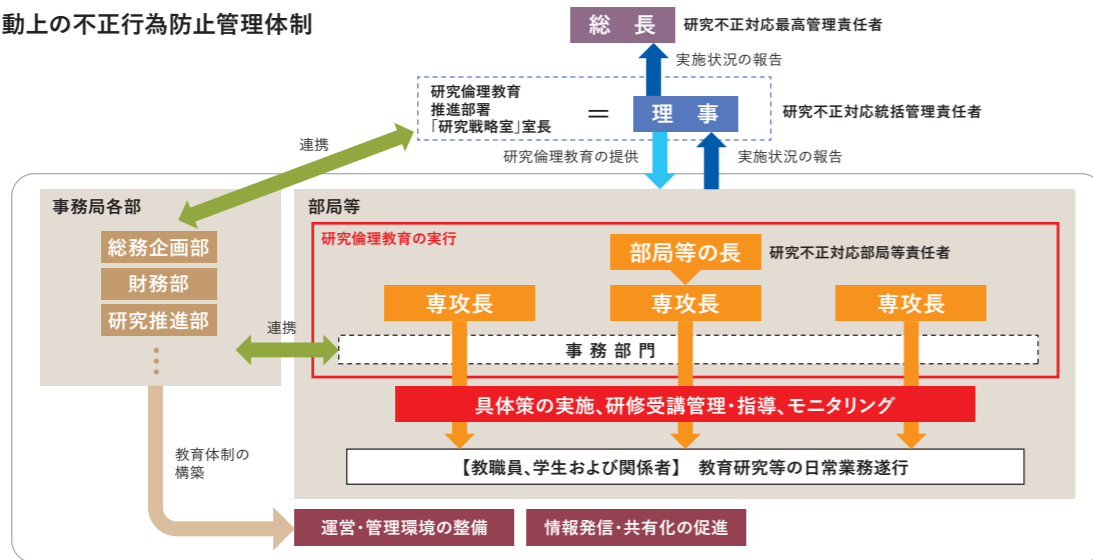 動上の不正行為防止管理体制
総長
研究不正対応最高管理責任者
実施状況の報告
研究倫理教育
推進部署
「研究戦略室」室長
＝
理事
研究不正対応統括管理責任者
連携
研究倫理教育の提供
実施状況の報告
事務局各部
総務企画部
財務部
研究推進部
部局等
研究倫理教育の実行
部局等の長
研究不正対応部局等責任者
専攻長
専攻長
専攻長
連携
事務部門
具体策の実施、研修受講管理・指導、モニタリング
教育体制の
構築
【教職員、学生および関係者】 教育研究等の日常業務遂行
運営・管理環境の整備
情報発信・共有化の促進